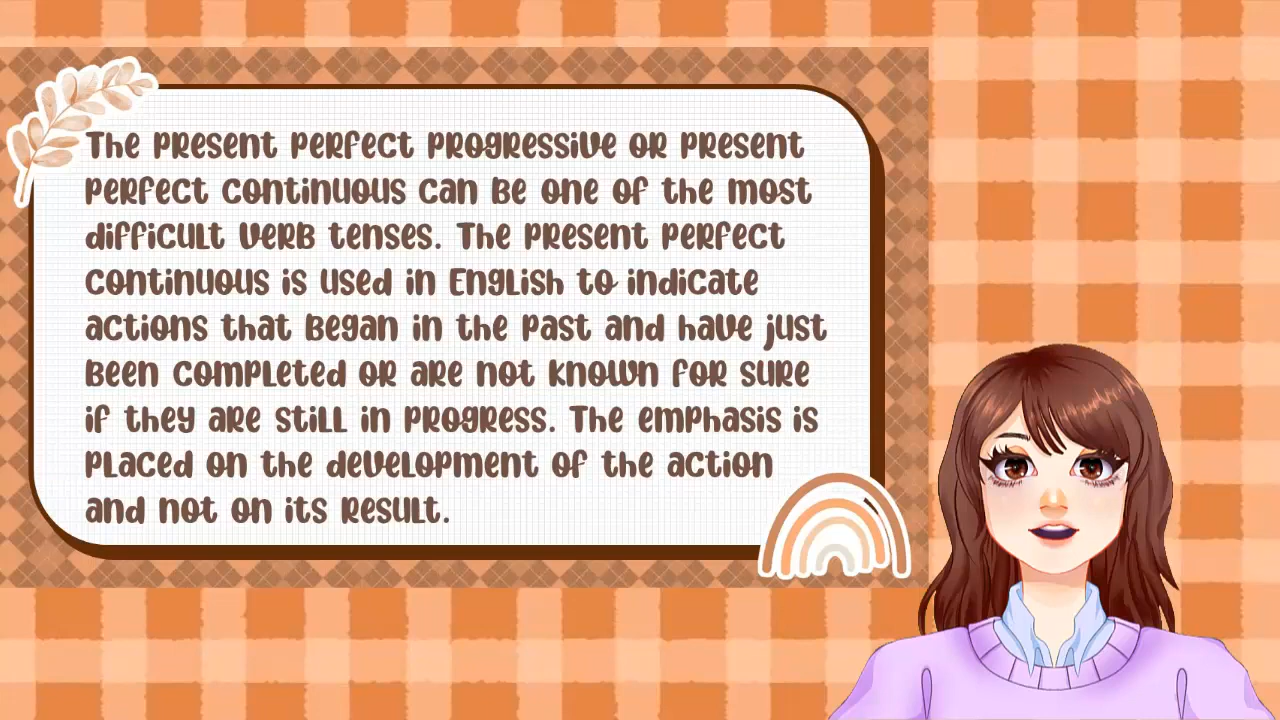 The present perfect progressive or present
perfect continuous can be one of the most
difficult verb tenses. The present perfect
continuous is used in English to indicate
actions that began in the past and have just
been completed or are not known for sure
if they are still in progress. The emphasis is
placed on the development of the action
and not on its result.